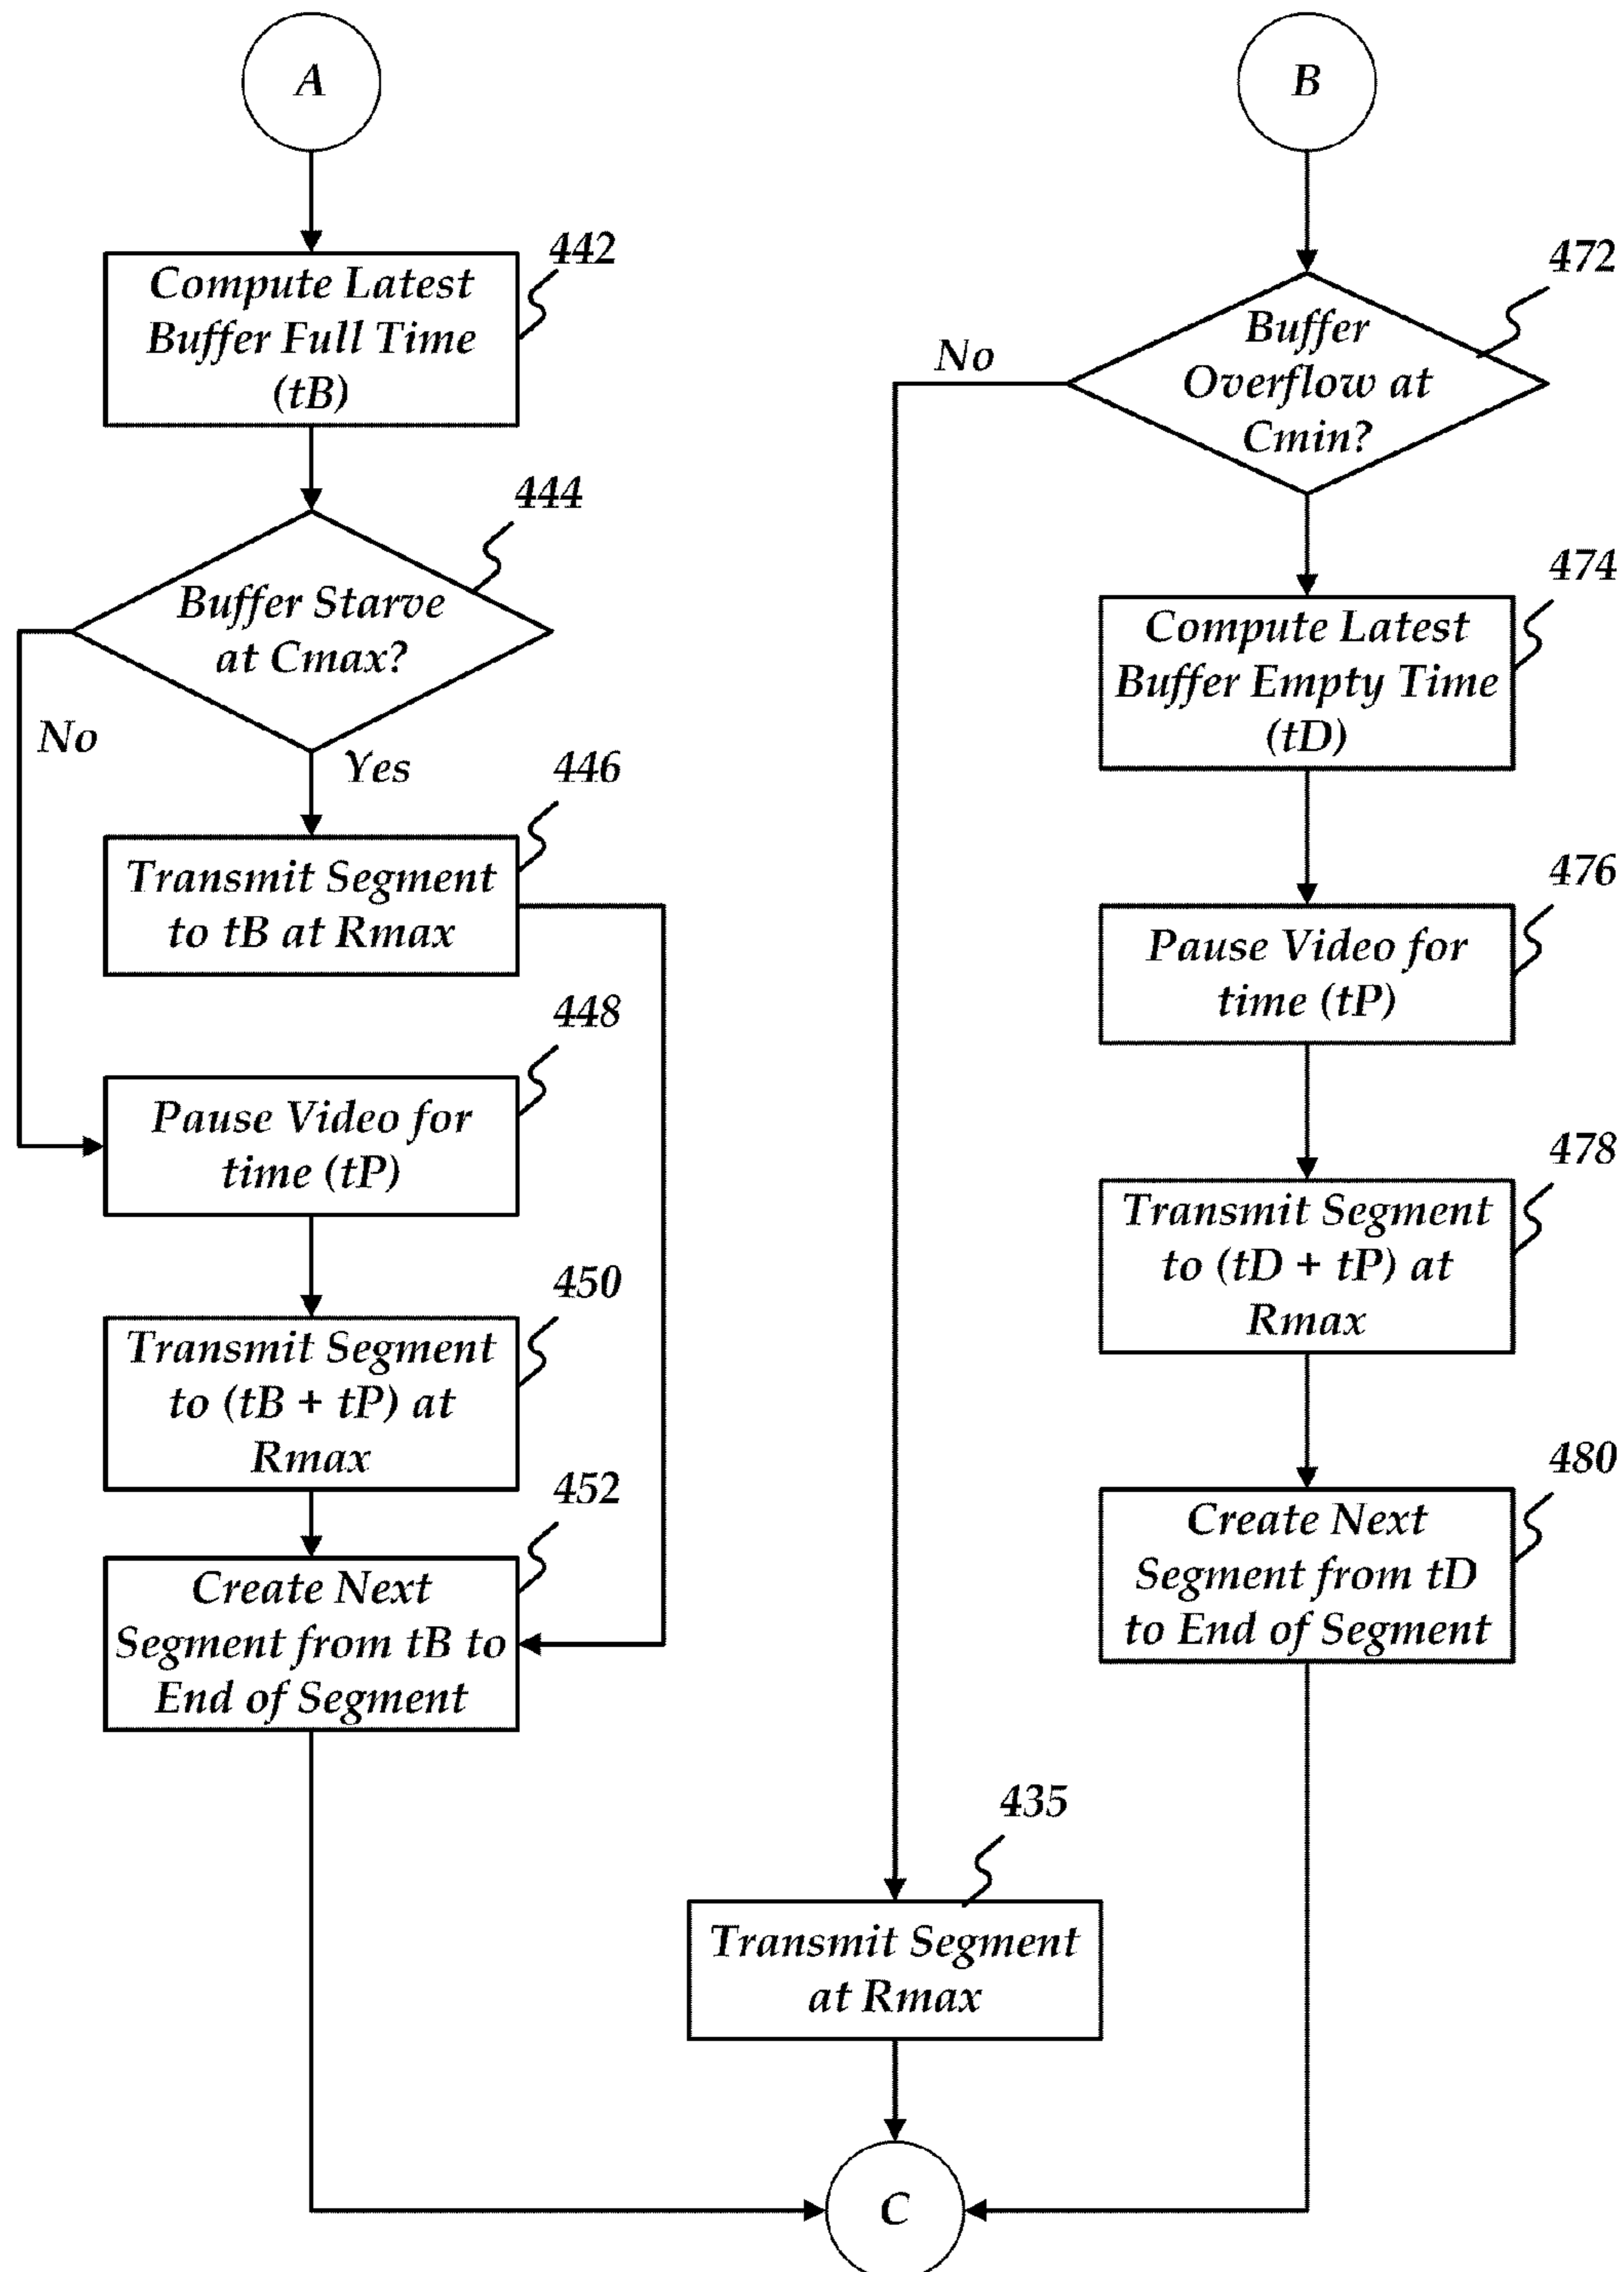 A
442
Compute Latest
Buffer Full Time
(tB)
444
Buffer Starve
at Cmax?
No
Yes
446
Transmit Segment
to tB at Rmax
448
Pause Video for
time (tP)
450
Transmit Segment
to (tB + tP) at
Rmax
452
Create Next
Segment from tB to
End of Segment
B
472
Buffer
Overflow at
Cmin?
No
474
Compute Latest
Buffer Empty Time
(tD)
476
Pause Video for
time (tP)
478
Transmit Segment
to (tD + tP) at
Rmax
480
Create Next
Segment from tD
to End of Segment
435
Transmit Segment
at Rmax
C